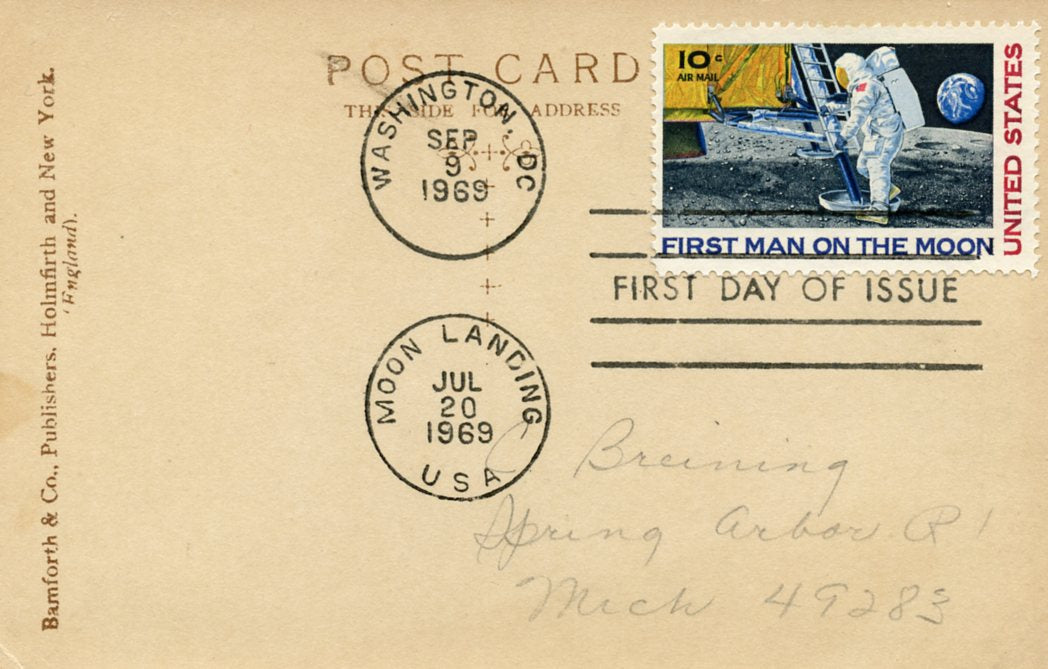 Bamforth & Co., Publishers, Holmfirth and New York.
(England).
POST CARD
THIS SIDE FOR ADDRESS
10c
AIR MAIL
UNITED STATES
FIRST MAN ON THE MOON
WASHINGTON, DC
SEP
9
1969
FIRST DAY OF ISSUE
MOON LANDING
JUL
20
1969
USA
C Breining
Spring Arbor R 1
Mich 49283